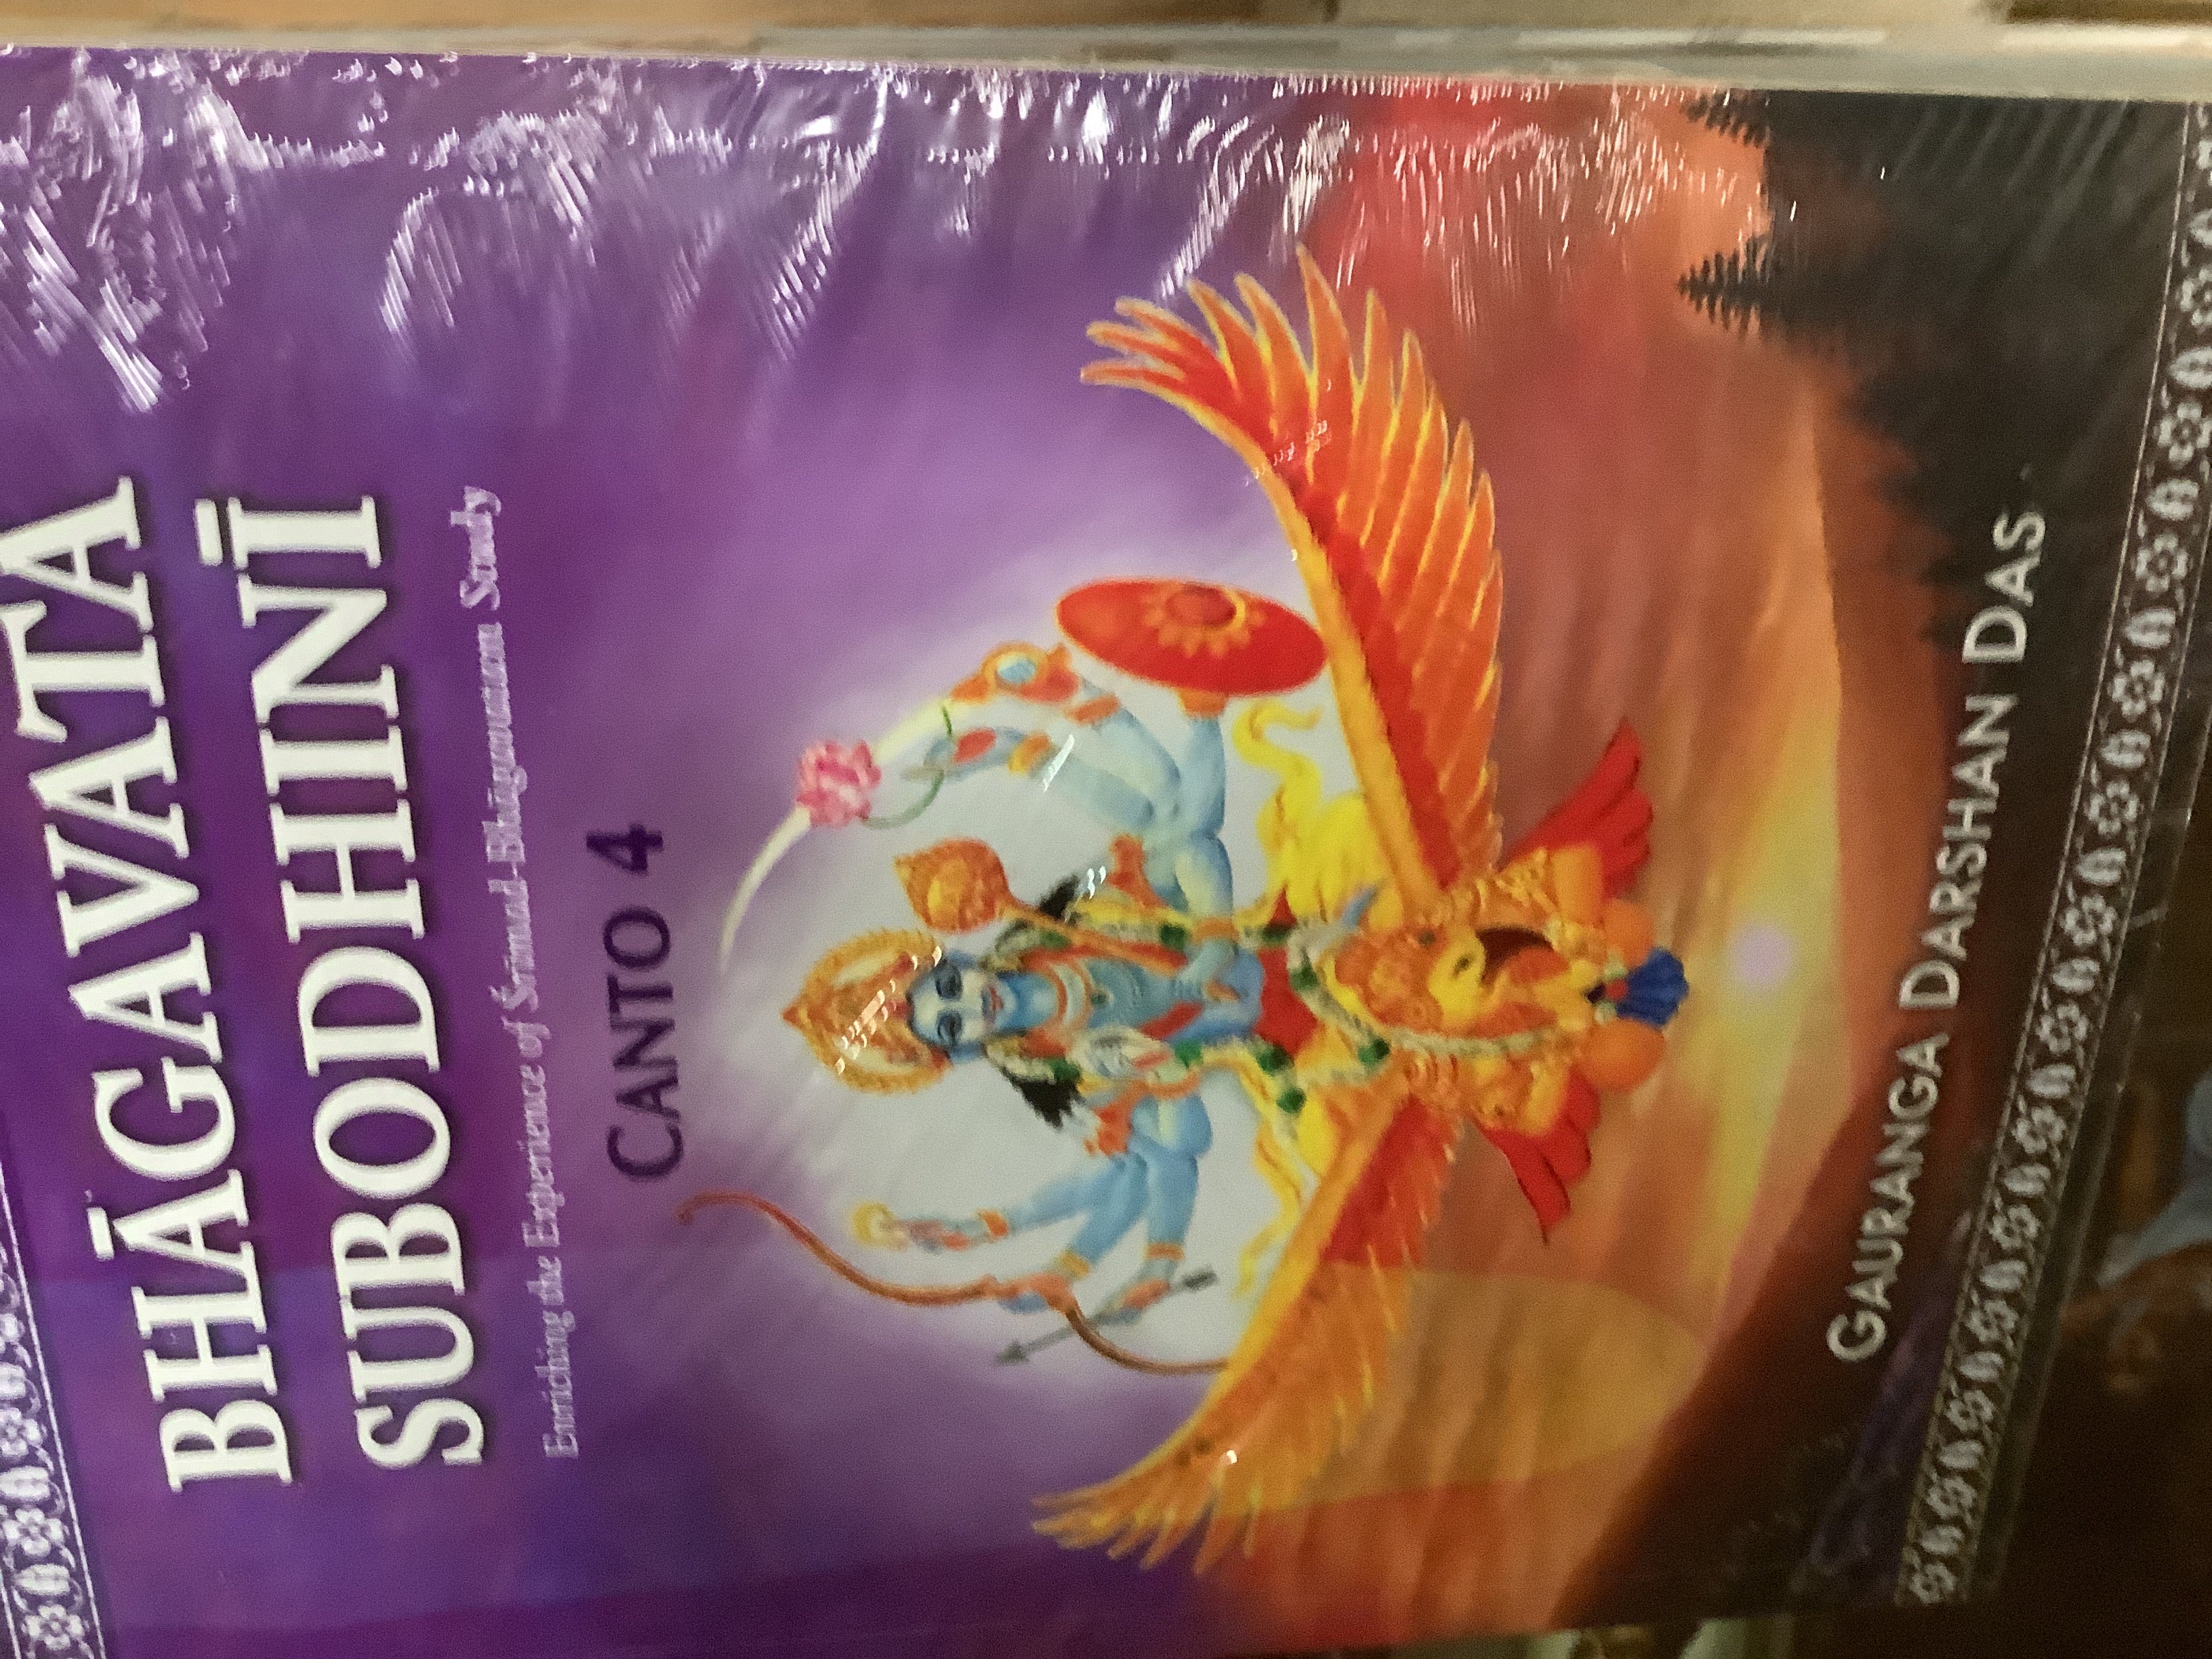 BHĀGAVATA
SUBODHINĪ
Enriching the Experience of Śrīmad-Bhāgavatam Study
CANTO 4
GAURANGA DARSHAN DAS